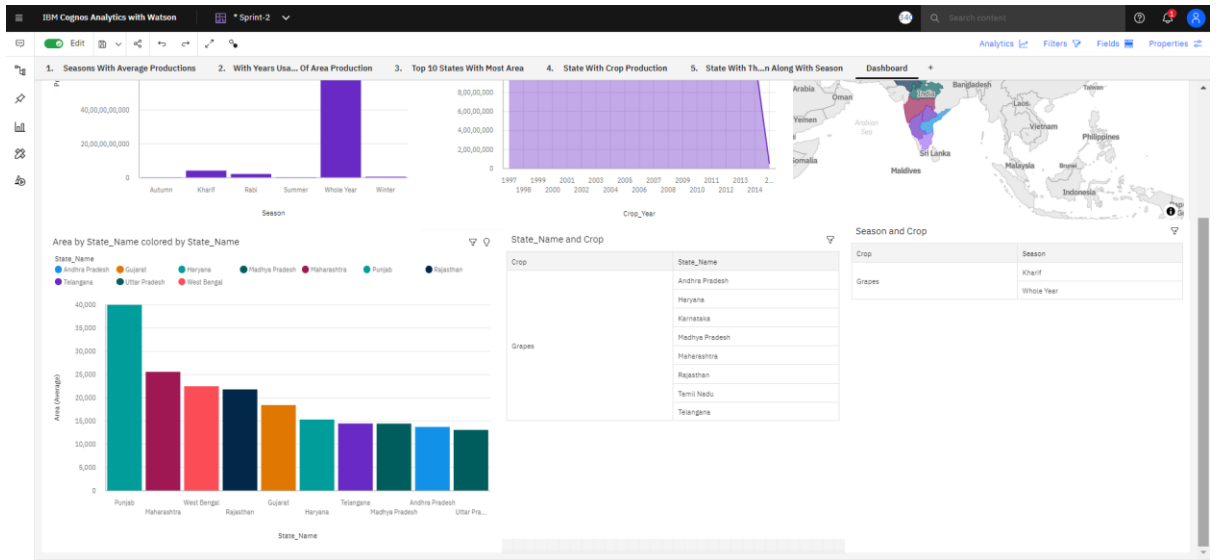 IBM Cognos Analytics with Watson
* Sprint-2
Search content
Edit
Analytics
Filters
Fields
Properties
1. Seasons With Average Productions
2. With Years Usa... Of Area Production
3. Top 10 States With Most Area
4. State With Crop Production
5. State With Th...n Along With Season
Dashboard
+
40,00,00,00,000
20,00,00,00,000
0
Autumn
Kharif
Rabi
Summer
Whole Year
Winter
Season
8,00,00,000
6,00,00,000
4,00,00,000
2,00,00,000
0
1997 1999 2001 2003 2005 2007 2009 2011 2013 2...
1998 2000 2002 2004 2006 2008 2010 2012 2014
Crop_Year
Arabia
Oman
India
Bangladesh
Taiwan
Laos
Yemen
Arabian
Sea
Vietnam
Philippines
Somalia
Sri Lanka
Maldives
Malaysia
Brunei
Indonesia
Area by State_Name colored by State_Name
State_Name
Andhra Pradesh
Gujarat
Haryana
Madhya Pradesh
Maharashtra
Punjab
Rajasthan
Telangana
Uttar Pradesh
West Bengal
Area (Average)
40,000
35,000
30,000
25,000
20,000
15,000
10,000
5,000
0
Punjab
Maharashtra
West Bengal
Rajasthan
Gujarat
Haryana
Telangana
Madhya Pradesh
Andhra Pradesh
Uttar Pra...
State_Name
State_Name and Crop
Crop
State_Name
Grapes
Andhra Pradesh
Haryana
Karnataka
Madhya Pradesh
Maharashtra
Rajasthan
Tamil Nadu
Telangana
Season and Crop
Crop
Season
Grapes
Kharif
Whole Year